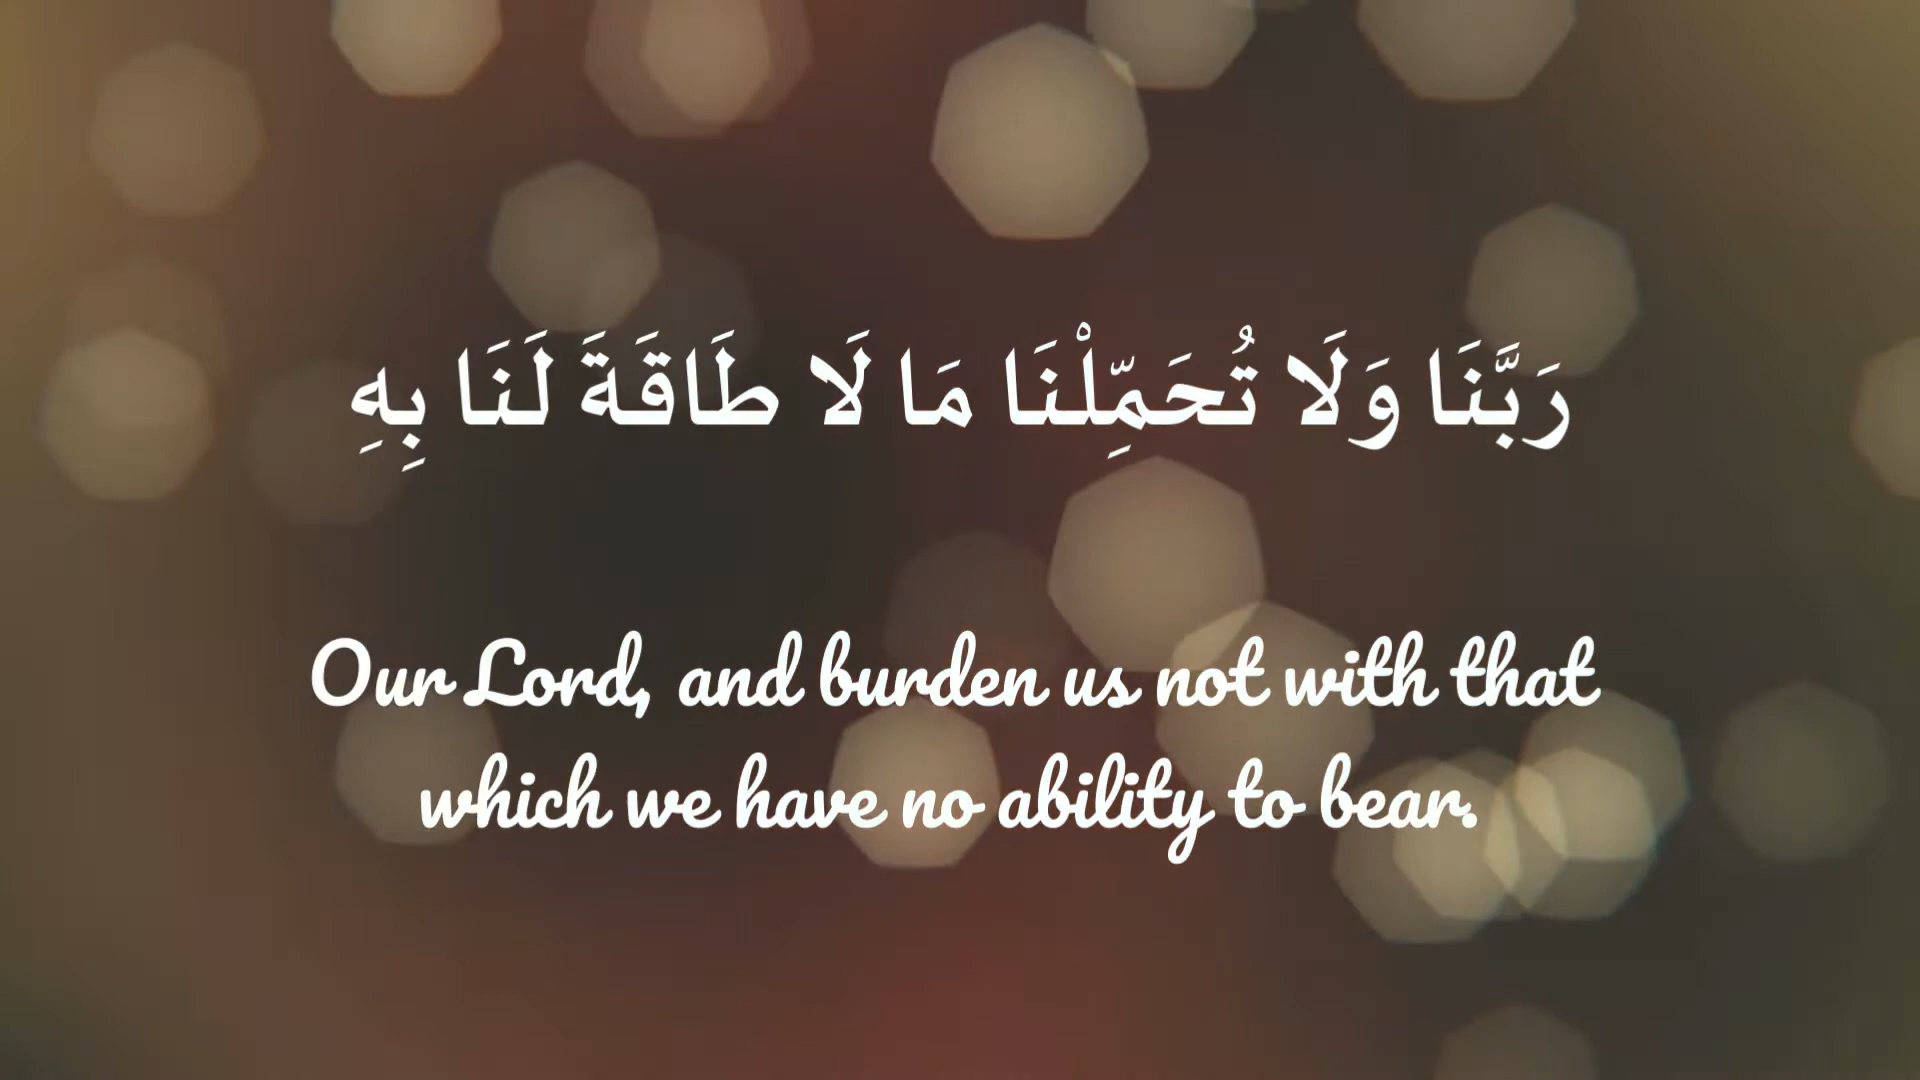 رَبَّنَا وَلَا تُحَمِّلْنَا مَا لَا طَاقَةَ لَنَا بِهِ
Our Lord, and burden us not with that
which we have no ability to bear.